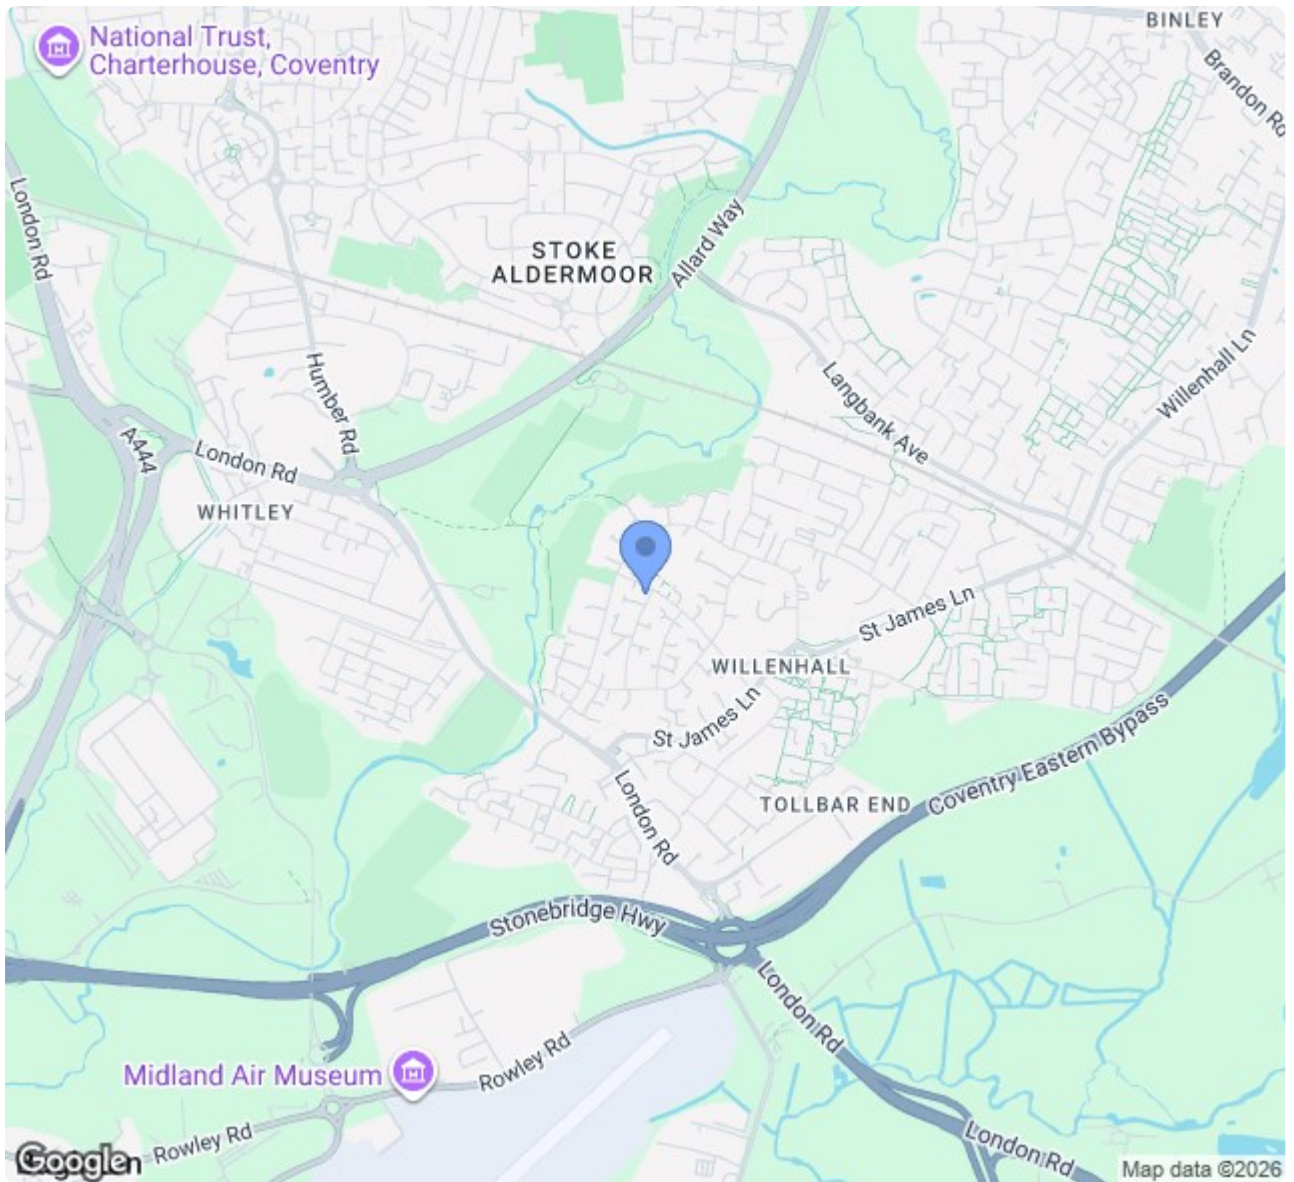 BINLEY
National Trust,
Charterhouse, Coventry
Brandon Rd
London Rd
Allard Way
STOKE
ALDERMOOR
Humber Rd
Langbank Ave
Willenhall Ln
A444
London Rd
WHITLEY
St James Ln
WILLENHALL
St James Ln
Coventry Eastern Bypass
TOLLBAR END
London Rd
Stonebridge Hwy
London Rd
Midland Air Museum
Rowley Rd
Rowley Rd
London Rd
Google
Map data ©2026